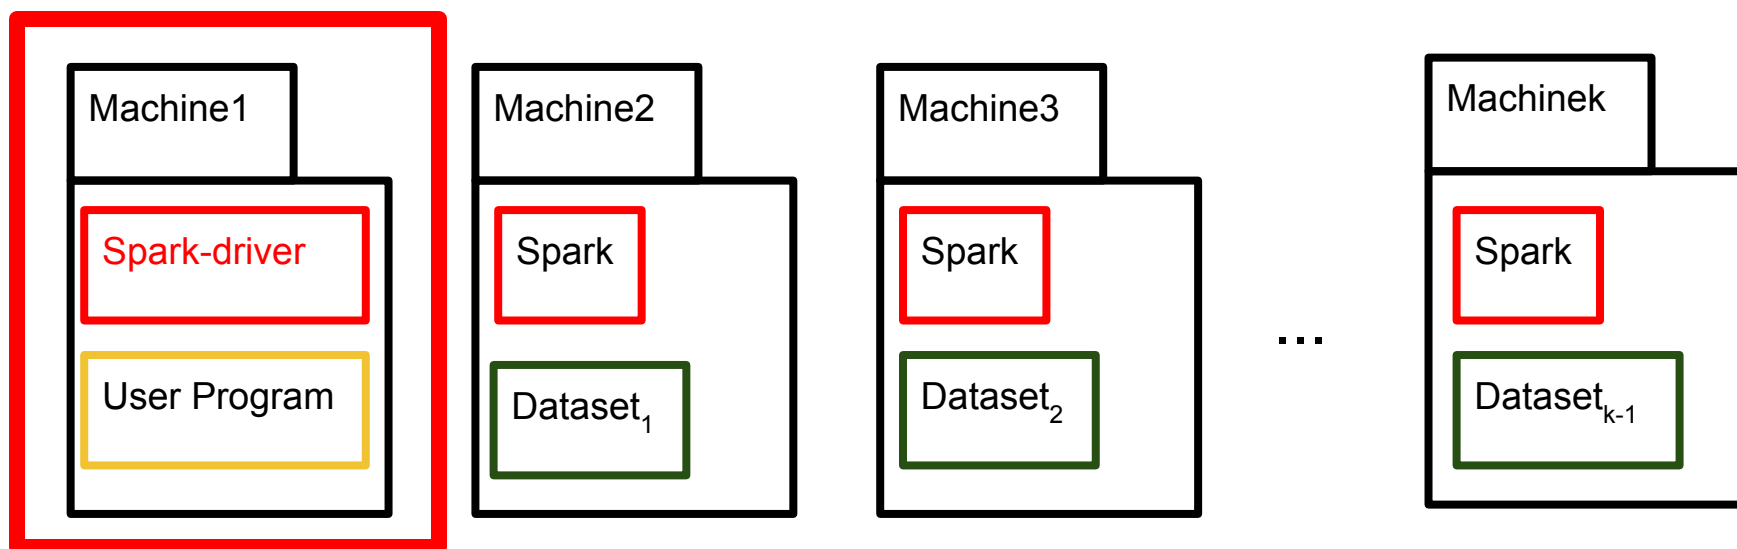 Machine1
Spark-driver
User Program
Machine2
Spark
Dataset1
Machine3
Spark
Dataset2
...
Machinek
Spark
Datasetk-1